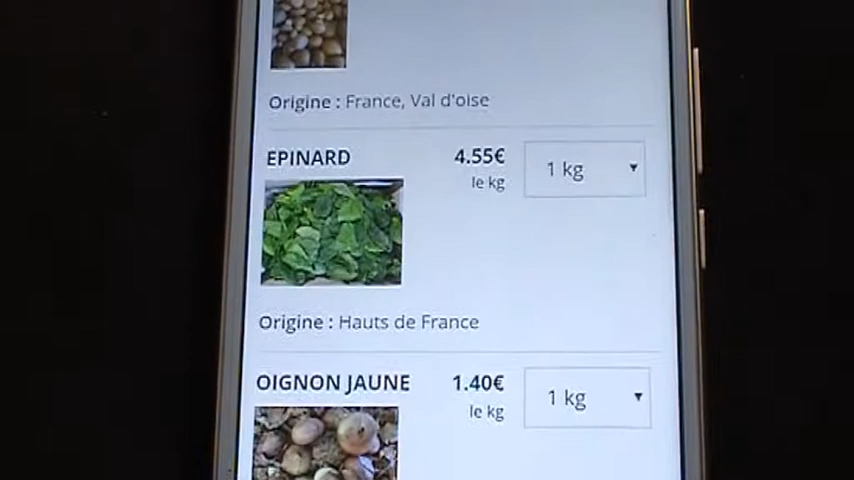 Origine : France, Val d'oise
EPINARD 4.55€ 1 kg
le kg
Origine : Hauts de France
OIGNON JAUNE 1.40€ 1 kg
le kg